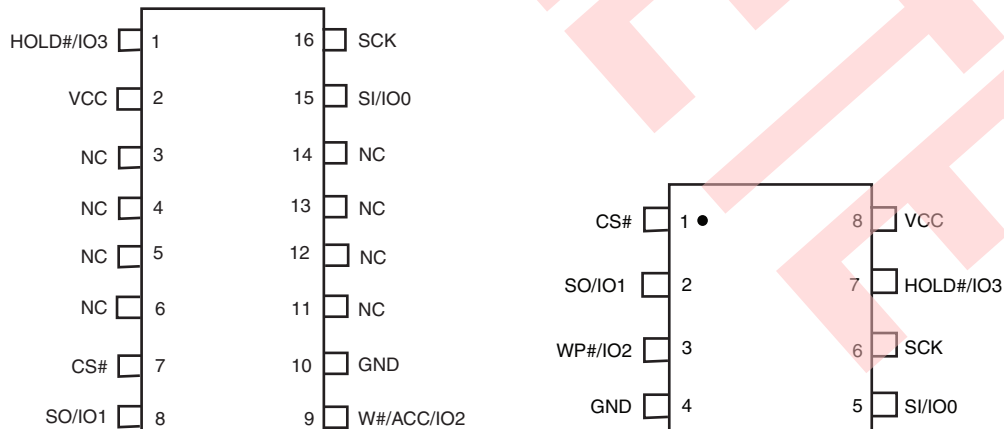 HOLD#/IO3 1 16 SCK
VCC 2 15 SI/IO0
NC 3 14 NC
NC 4 13 NC
NC 5 12 NC
NC 6 11 NC
CS# 7 10 GND
SO/IO1 8 9 W#/ACC/IO2
CS# 1 8 VCC
SO/IO1 2 7 HOLD#/IO3
WP#/IO2 3 6 SCK
GND 4 5 SI/IO0